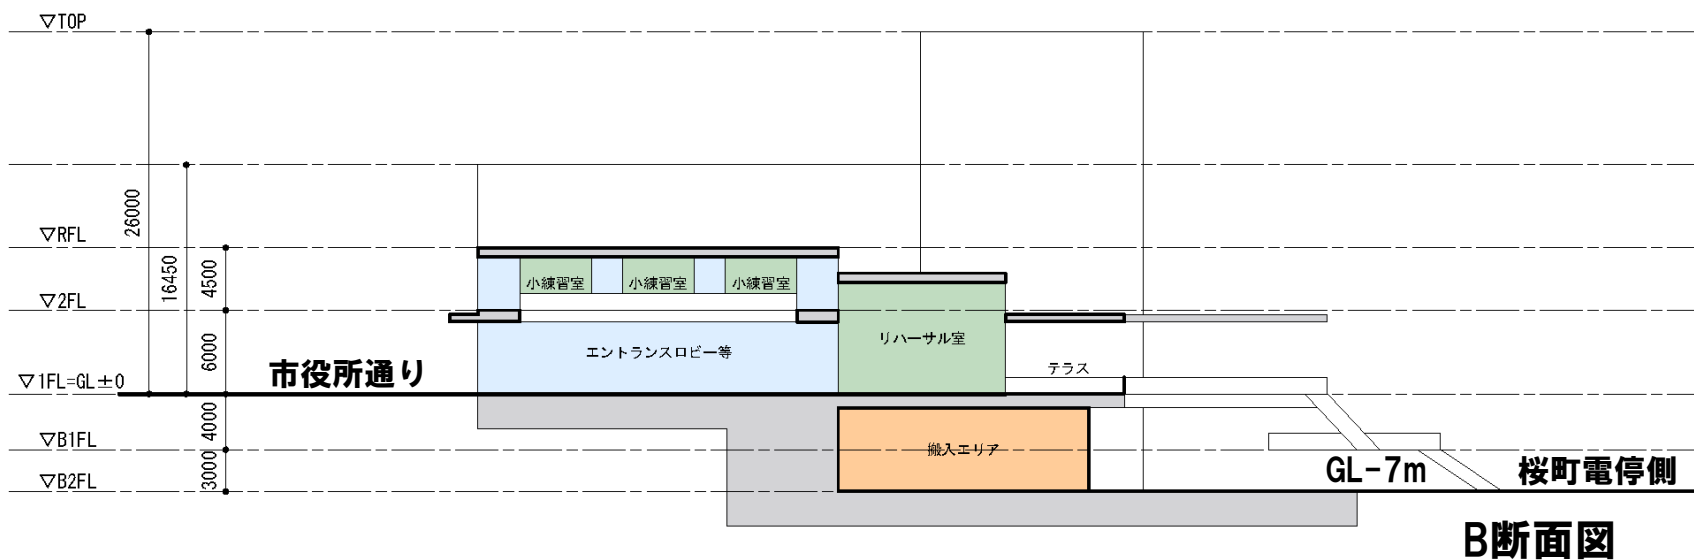 ▽TOP
26000
16450
▽RFL
4500
▽2FL
6000
▽1FL=GL±0
4000
▽B1FL
3000
▽B2FL
小練習室
小練習室
小練習室
エントランスロビー等
リハーサル室
テラス
市役所通り
搬入エリア
GL-7m
桜町電停側
B断面図